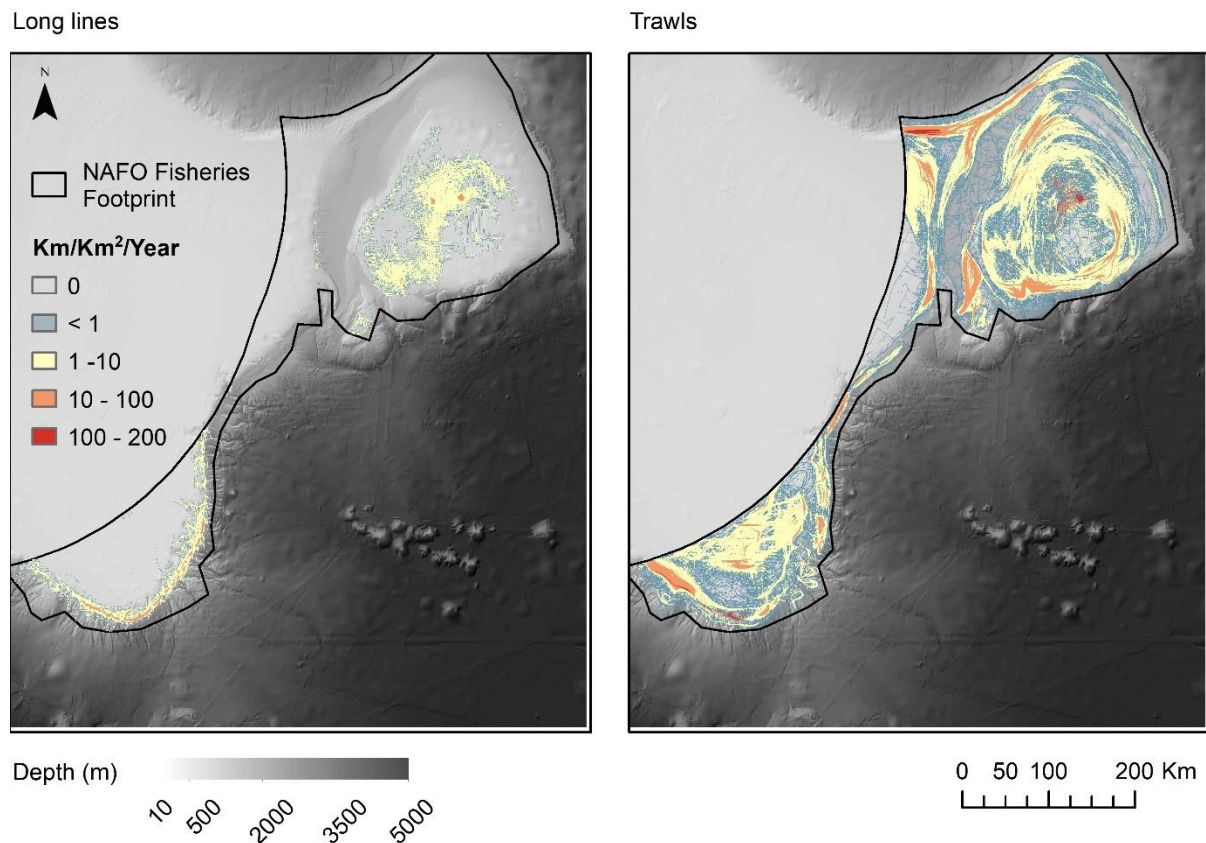 Long lines
Trawls
N
NAFO Fisheries
Footprint
Km/Km²/Year
0
< 1
1 -10
10 - 100
100 - 200
Depth (m)
10
500
2000
3500
5000
0 50 100 200 Km